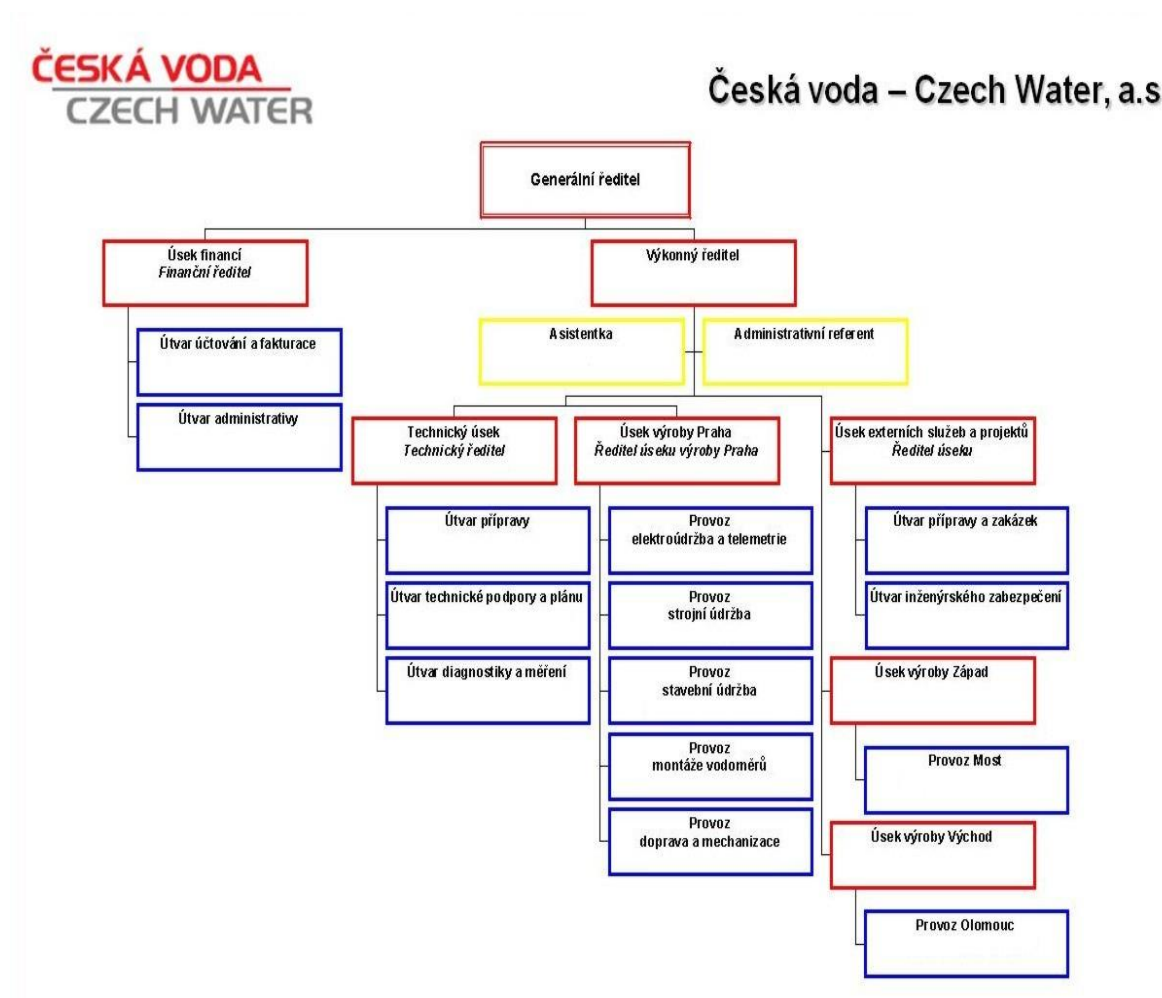 ČESKÁ VODA
CZECH WATER
Česká voda – Czech Water, a.s
Generální ředitel
Úsek financí
Finanční ředitel
Výkonný ředitel
Útvar účtování a fakturace
Útvar administrativy
Asistentka
Administrativní referent
Technický úsek
Technický ředitel
Úsek výroby Praha
Ředitel úseku výroby Praha
Úsek externích služeb a projektů
Ředitel úseku
Útvar přípravy
Útvar technické podpory a plánu
Útvar diagnostiky a měření
Provoz
elektroúdržba a telemetrie
Provoz
strojní údržba
Provoz
stavební údržba
Provoz
montáže vodoměrů
Provoz
doprava a mechanizace
Útvar přípravy a zakázek
Útvar inženýrského zabezpečení
Úsek výroby Západ
Provoz Most
Úsek výroby Východ
Provoz Olomouc